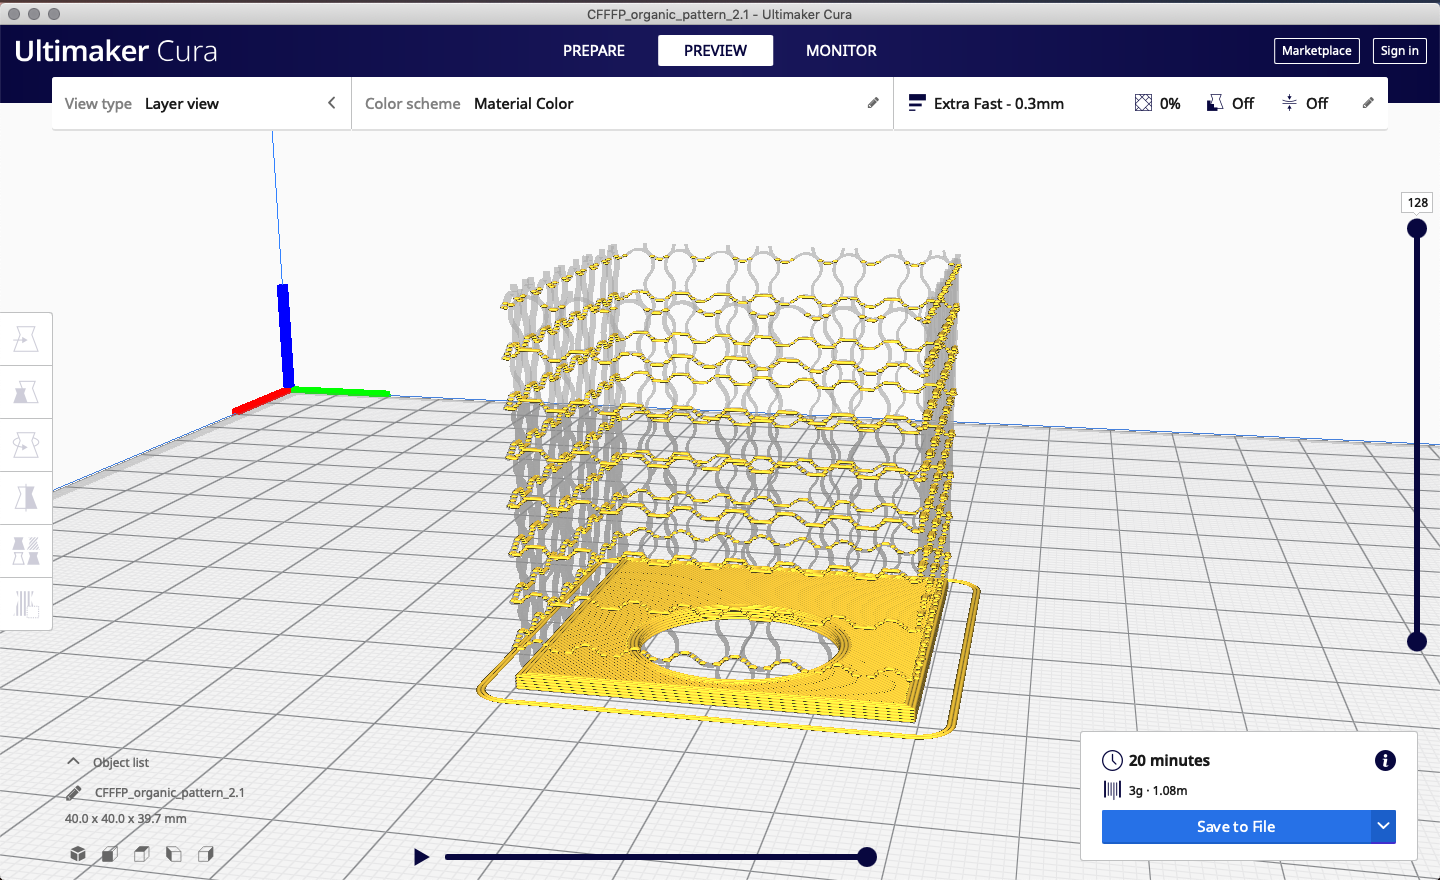 CFFFP_organic_pattern_2.1 - Ultimaker Cura
Ultimaker Cura
PREPARE PREVIEW MONITOR
Marketplace Sign in
View type Layer view
Color scheme Material Color
Extra Fast - 0.3mm 0% Off Off
128
Object list
CFFFP_organic_pattern_2.1
40.0 x 40.0 x 39.7 mm
20 minutes
3g · 1.08m
Save to File